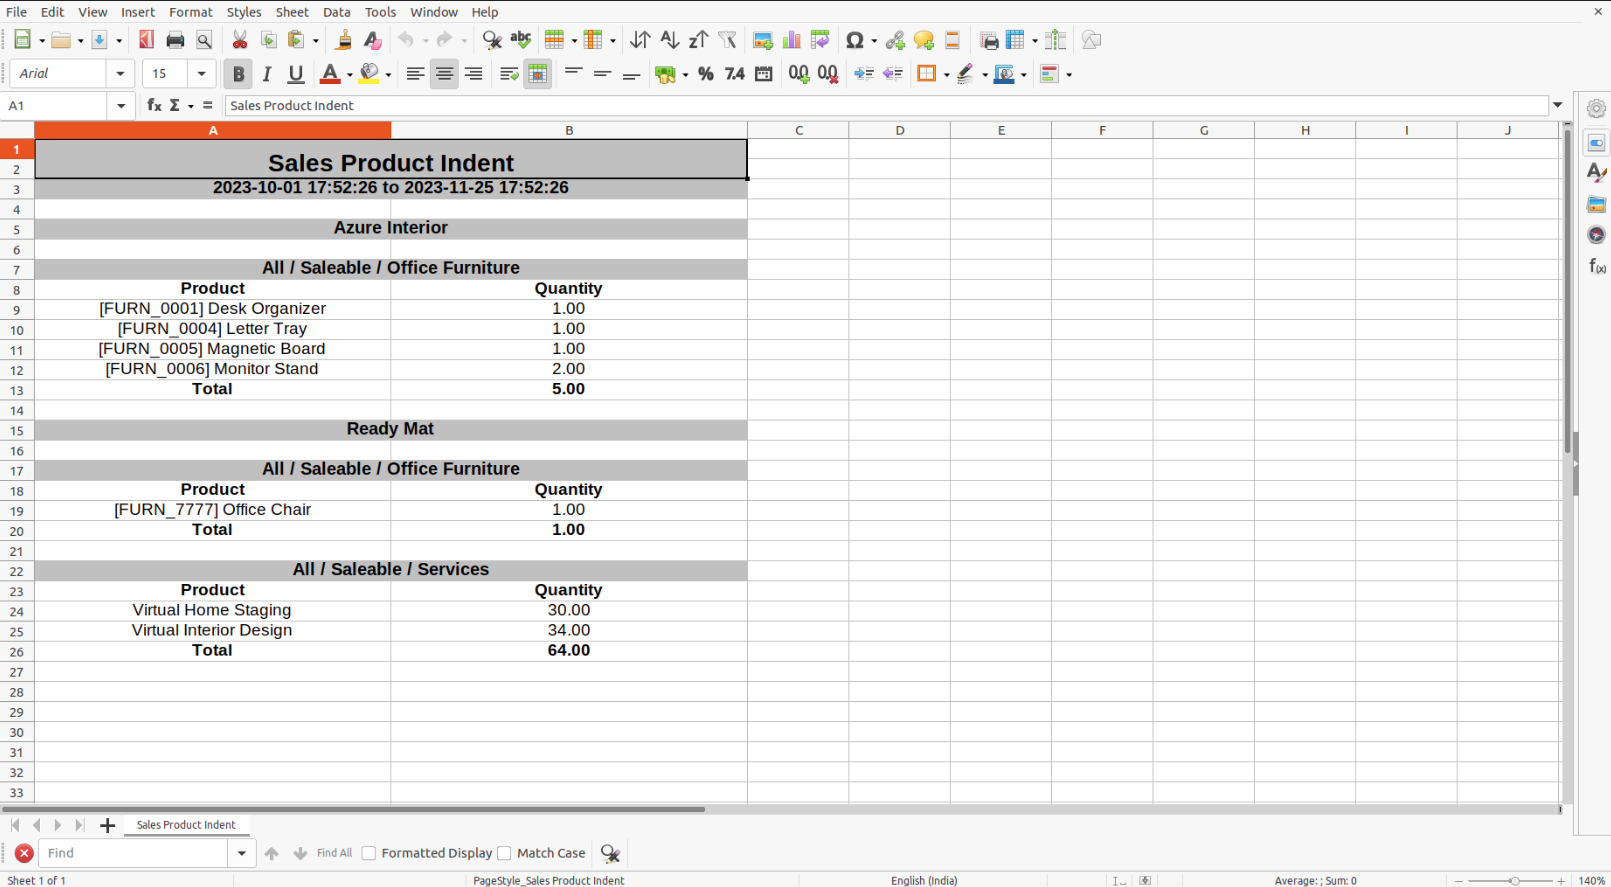 File Edit View Insert Format Styles Sheet Data Tools Window Help
Arial 15
A1 Sales Product Indent
A B C D E F G H I J
1
2 Sales Product Indent
3 2023-10-01 17:52:26 to 2023-11-25 17:52:26
4
5 Azure Interior
6
7 All / Saleable / Office Furniture
8 Product Quantity
9 [FURN_0001] Desk Organizer 1.00
10 [FURN_0004] Letter Tray 1.00
11 [FURN_0005] Magnetic Board 1.00
12 [FURN_0006] Monitor Stand 2.00
13 Total 5.00
14
15 Ready Mat
16
17 All / Saleable / Office Furniture
18 Product Quantity
19 [FURN_7777] Office Chair 1.00
20 Total 1.00
21
22 All / Saleable / Services
23 Product Quantity
24 Virtual Home Staging 30.00
25 Virtual Interior Design 34.00
26 Total 64.00
27
28
29
30
31
32
33
Sales Product Indent
Find Find All Formatted Display Match Case
Sheet 1 of 1 PageStyle_Sales Product Indent English (India) Average: ; Sum: 0 140%